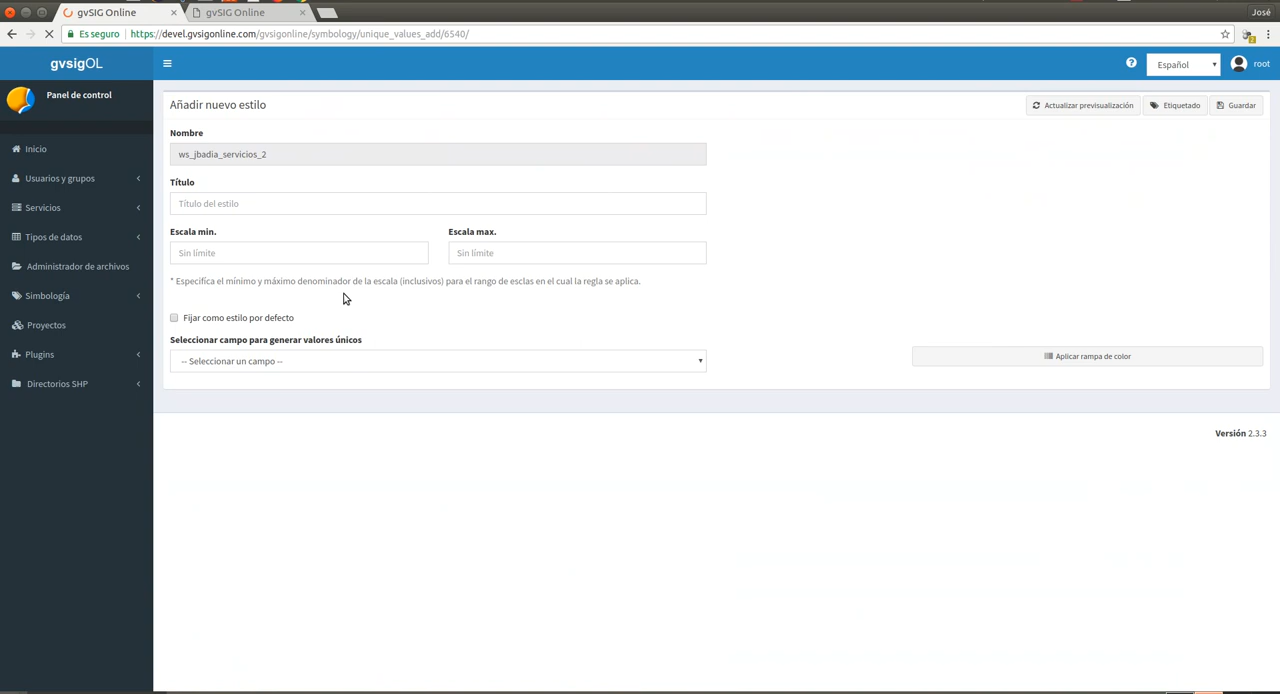 gvSIG Online
gvSIG Online
José
Es seguro
https://devel.gvsigonline.com/gvsigonline/symbology/unique_values_add/6540/
gvsigOL
Español
root
Panel de control
Inicio
Usuarios y grupos
Servicios
Tipos de datos
Administrador de archivos
Simbología
Proyectos
Plugins
Directorios SHP
Añadir nuevo estilo
Actualizar previsualización
Etiquetado
Guardar
Nombre
ws_jbadia_servicios_2
Título
Título del estilo
Escala min.
Escala max.
Sin límite
Sin límite
* Especifíca el mínimo y máximo denominador de la escala (inclusivos) para el rango de esclas en el cual la regla se aplica.
Fijar como estilo por defecto
Seleccionar campo para generar valores únicos
-- Seleccionar un campo --
Aplicar rampa de color
Versión 2.3.3